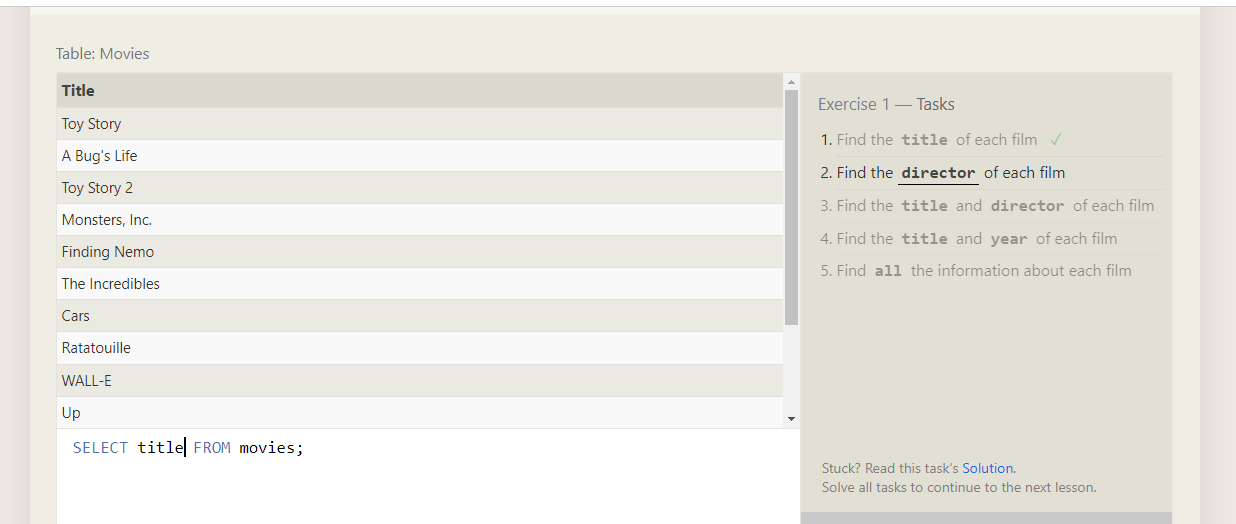 Table: Movies
Title
Toy Story
A Bug's Life
Toy Story 2
Monsters, Inc.
Finding Nemo
The Incredibles
Cars
Ratatouille
WALL-E
Up
SELECT title FROM movies;
Exercise 1 — Tasks
1. Find the title of each film ✓
2. Find the director of each film
3. Find the title and director of each film
4. Find the title and year of each film
5. Find all the information about each film
Stuck? Read this task's Solution.
Solve all tasks to continue to the next lesson.